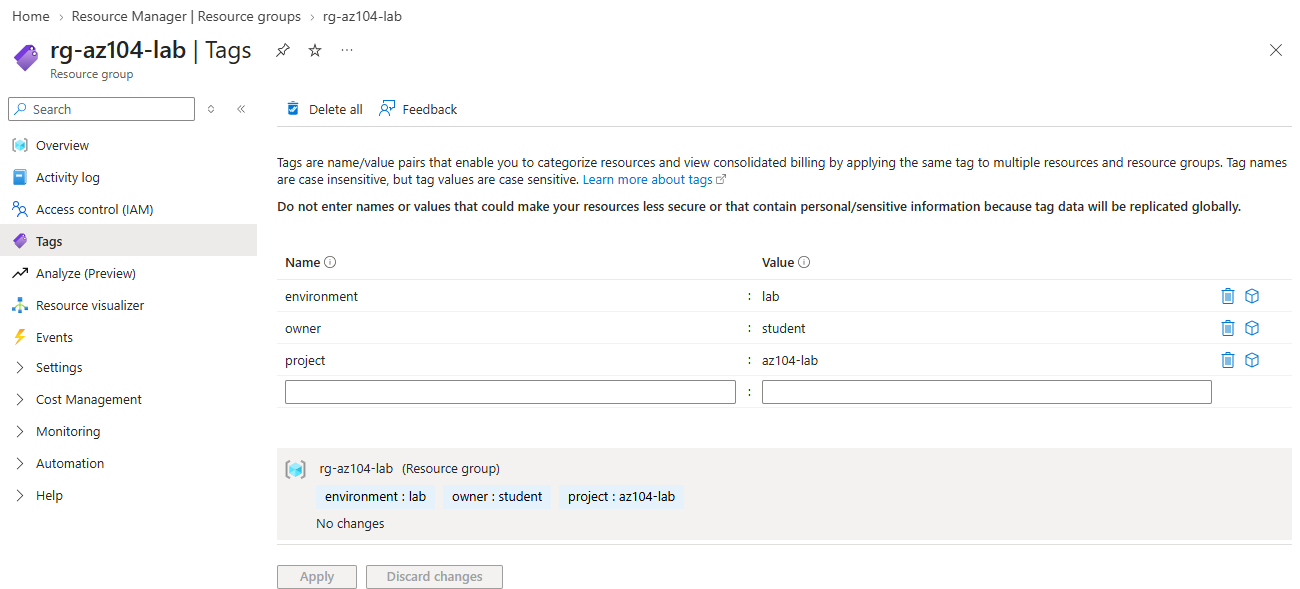 Home > Resource Manager | Resource groups > rg-az104-lab
rg-az104-lab | Tags
Resource group
Search
Overview
Activity log
Access control (IAM)
Tags
Analyze (Preview)
Resource visualizer
Events
Settings
Cost Management
Monitoring
Automation
Help
Delete all Feedback
Tags are name/value pairs that enable you to categorize resources and view consolidated billing by applying the same tag to multiple resources and resource groups. Tag names
are case insensitive, but tag values are case sensitive. Learn more about tags
Do not enter names or values that could make your resources less secure or that contain personal/sensitive information because tag data will be replicated globally.
Name Value
environment : lab
owner : student
project : az104-lab
:
rg-az104-lab (Resource group)
environment : lab owner : student project : az104-lab
No changes
Apply Discard changes